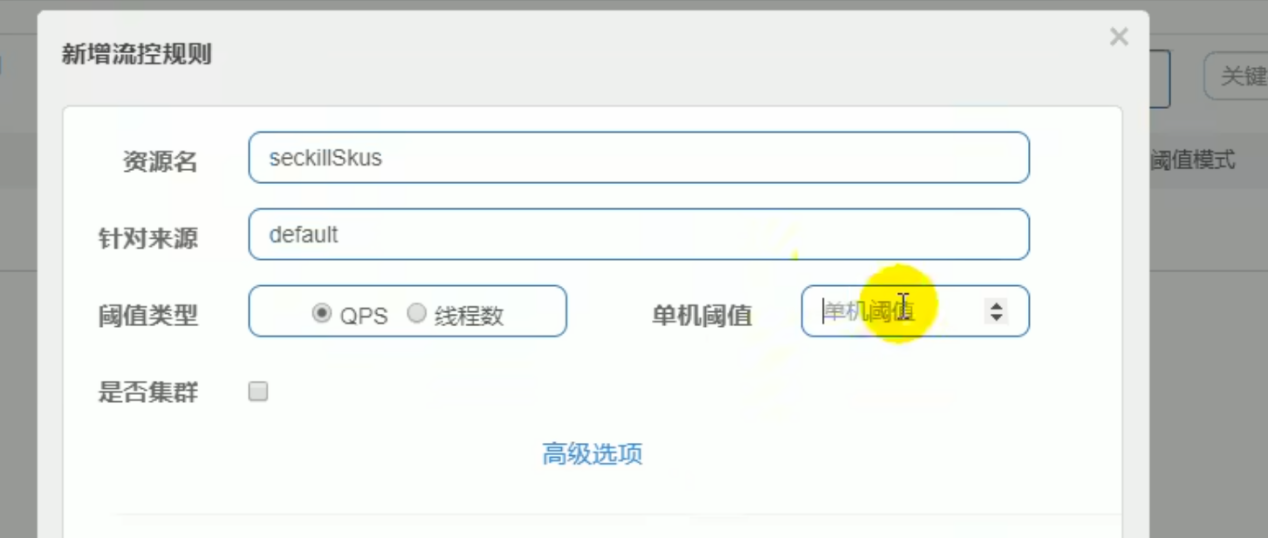 新增流控规则
×
关键
资源名 seckillSkus
阈值模式
针对来源 default
阈值类型 QPS 线程数 单机阈值 单机阈值
是否集群
高级选项